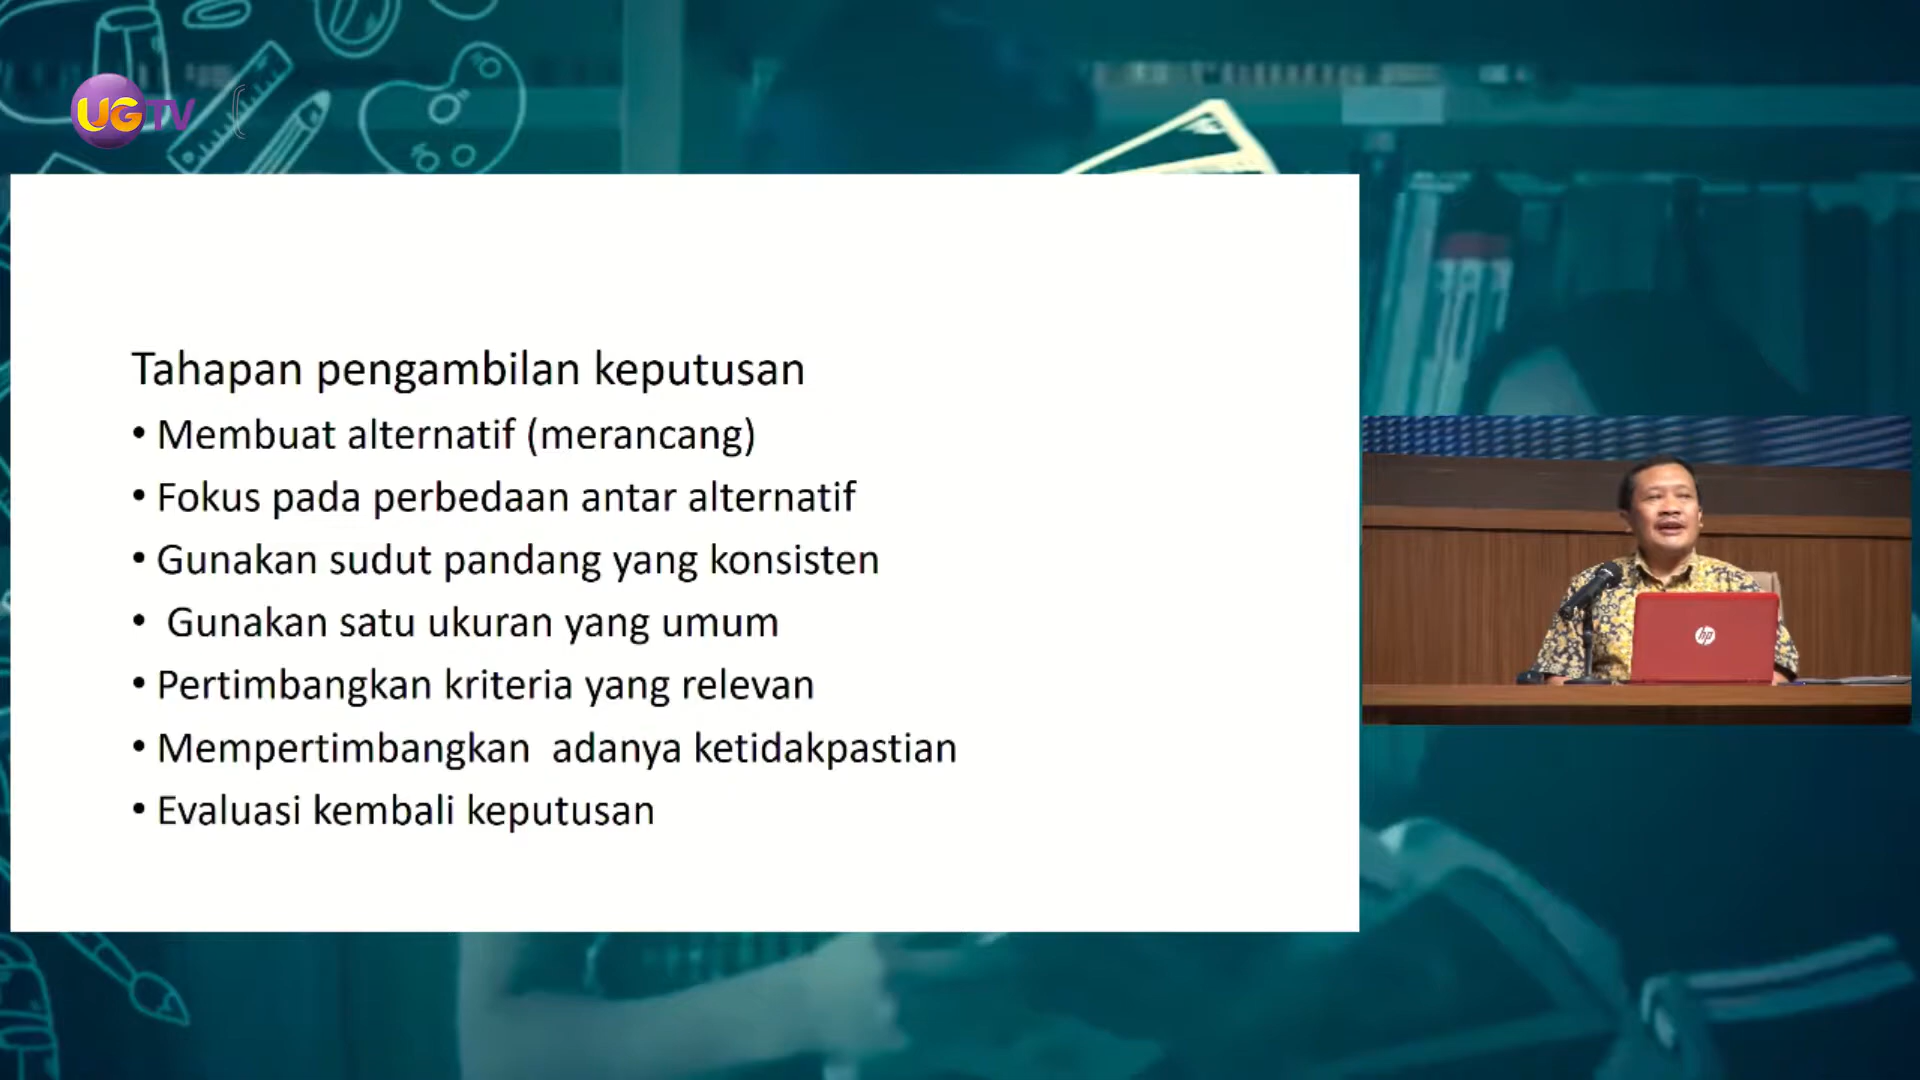 UGTV
Tahapan pengambilan keputusan
• Membuat alternatif (merancang)
• Fokus pada perbedaan antar alternatif
• Gunakan sudut pandang yang konsisten
• Gunakan satu ukuran yang umum
• Pertimbangkan kriteria yang relevan
• Mempertimbangkan adanya ketidakpastian
• Evaluasi kembali keputusan
hp